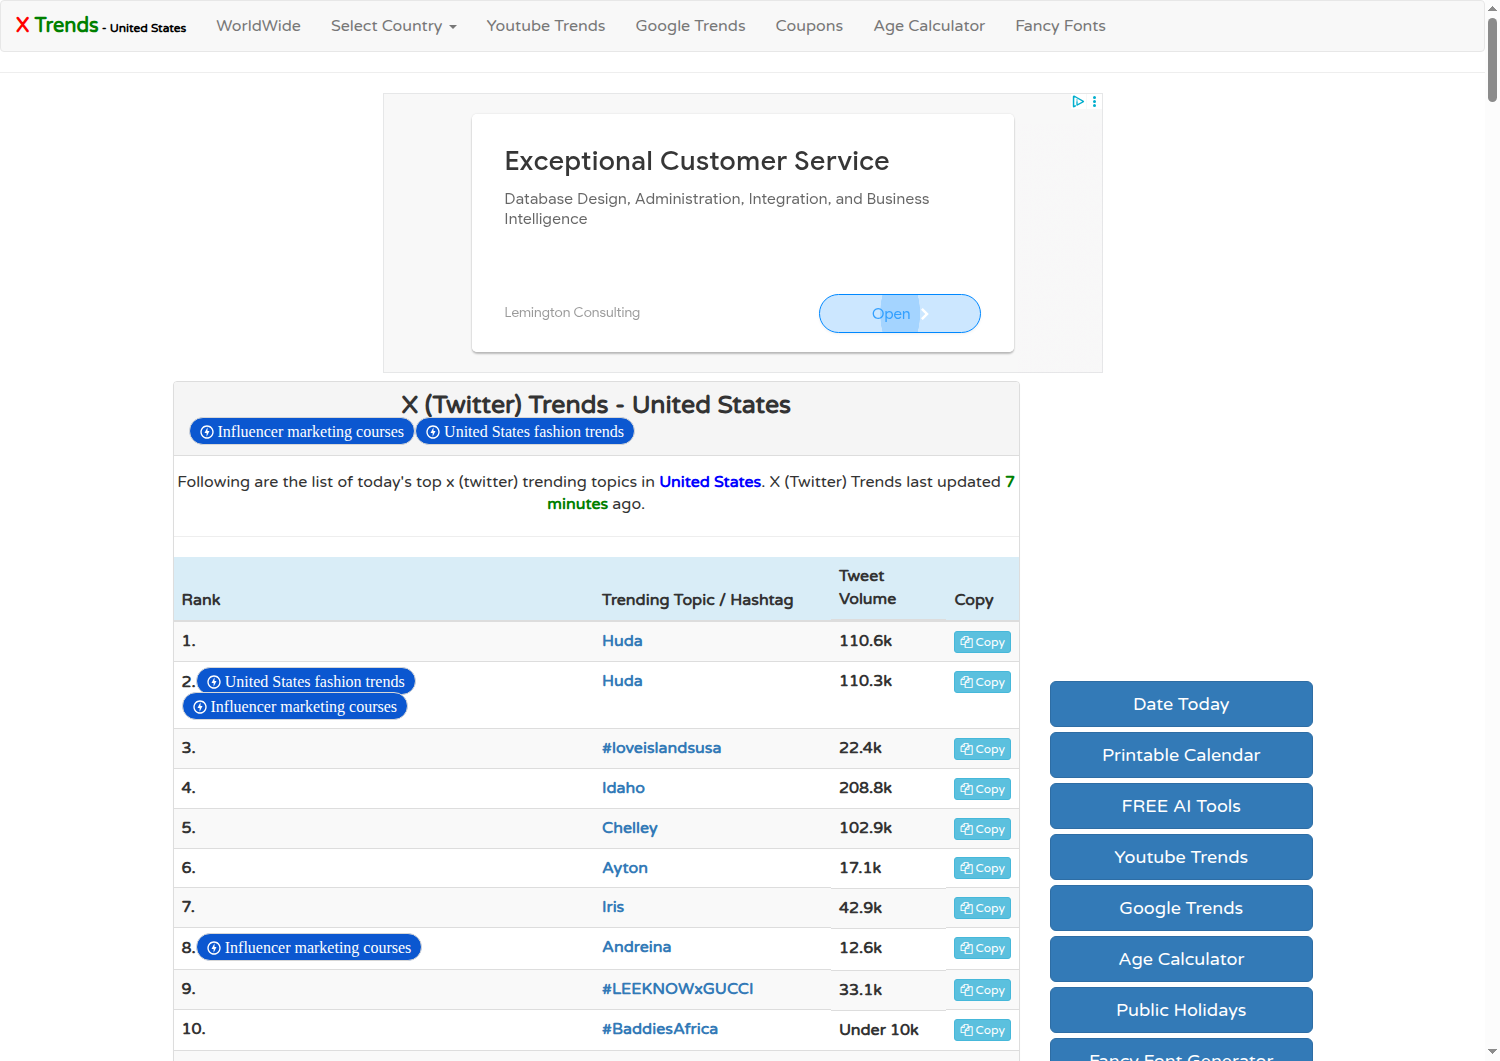 X Trends - United States WorldWide Select Country Youtube Trends Google Trends Coupons Age Calculator Fancy Fonts
Exceptional Customer Service
Database Design, Administration, Integration, and Business
Intelligence
Lemington Consulting Open
X (Twitter) Trends - United States
Influencer marketing courses United States fashion trends
Following are the list of today's top x (twitter) trending topics in United States. X (Twitter) Trends last updated 7
minutes ago.
Rank Trending Topic / Hashtag Tweet Volume Copy
1. Huda 110.6k Copy
2. United States fashion trends Huda 110.3k Copy
Influencer marketing courses
3. #loveislandsusa 22.4k Copy
4. Idaho 208.8k Copy
5. Chelley 102.9k Copy
6. Ayton 17.1k Copy
7. Iris 42.9k Copy
8. Influencer marketing courses Andreina 12.6k Copy
9. #LEEKNOWxGUCCI 33.1k Copy
10. #BaddiesAfrica Under 10k Copy
Date Today
Printable Calendar
FREE AI Tools
Youtube Trends
Google Trends
Age Calculator
Public Holidays
Fancy Font Generator